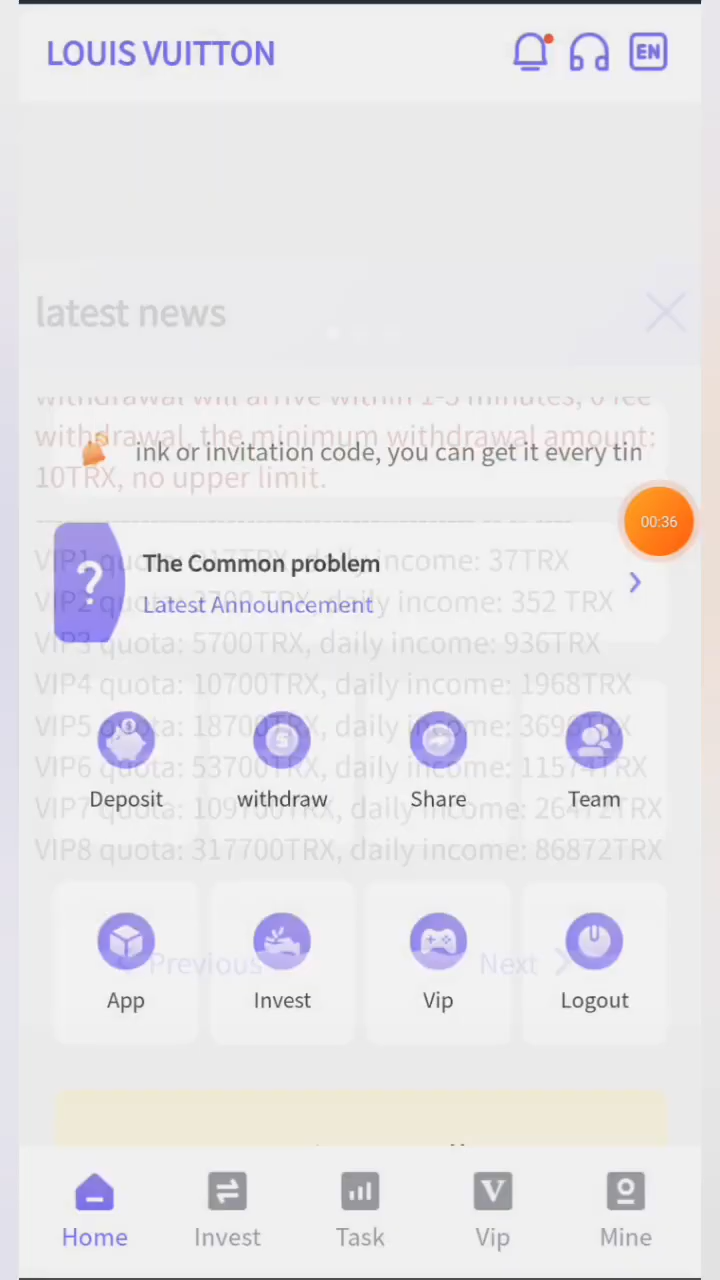 LOUIS VUITTON
EN
latest news
withdrawal will arrive within 1-3 minutes, 0 fee
withdrawal, the minimum withdrawal amount:
10TRX, no upper limit.
ink or invitation code, you can get it every tin
00:36
The Common problem
Latest Announcement
VIP1 quota: TRX, daily income: 37TRX
VIP2 quota: TRX, daily income: 352 TRX
VIP3 quota: 5700TRX, daily income: 936TRX
VIP4 quota: 10700TRX, daily income: 1968TRX
VIP5 quota: 18700TRX, daily income: 3696TRX
VIP6 quota: 53700TRX, daily income: 11574TRX
VIP7 quota: 109700TRX, daily income: 26472TRX
VIP8 quota: 317700TRX, daily income: 86872TRX
Deposit withdraw Share Team
Previous Next
App Invest Vip Logout
Home Invest Task Vip Mine